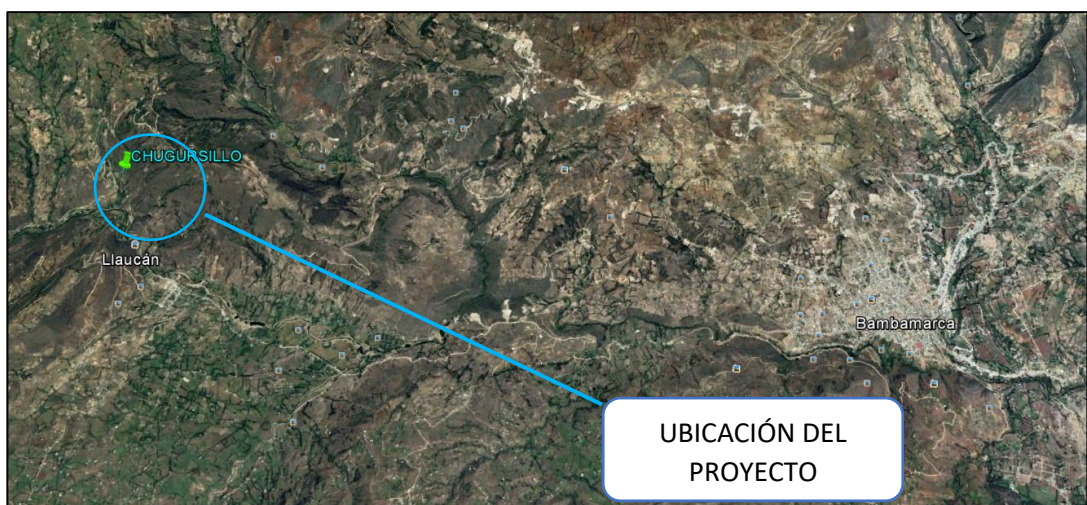 CHUGURSILLO
Llaucán
Bambamarca
UBICACIÓN DEL
PROYECTO